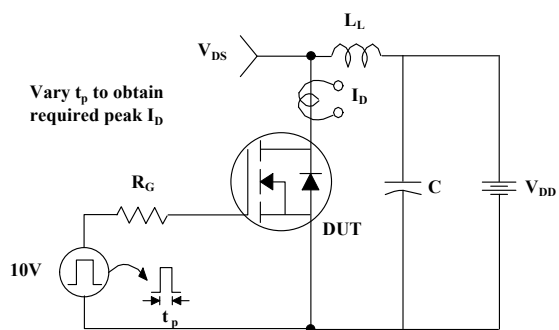 L_L
V_DS
Vary t_p to obtain
required peak I_D
I_D
R_G
DUT
C
V_DD
10V
t_p